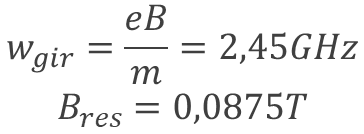 w_gir = eB/m = 2,45GHz
B_res = 0,0875T